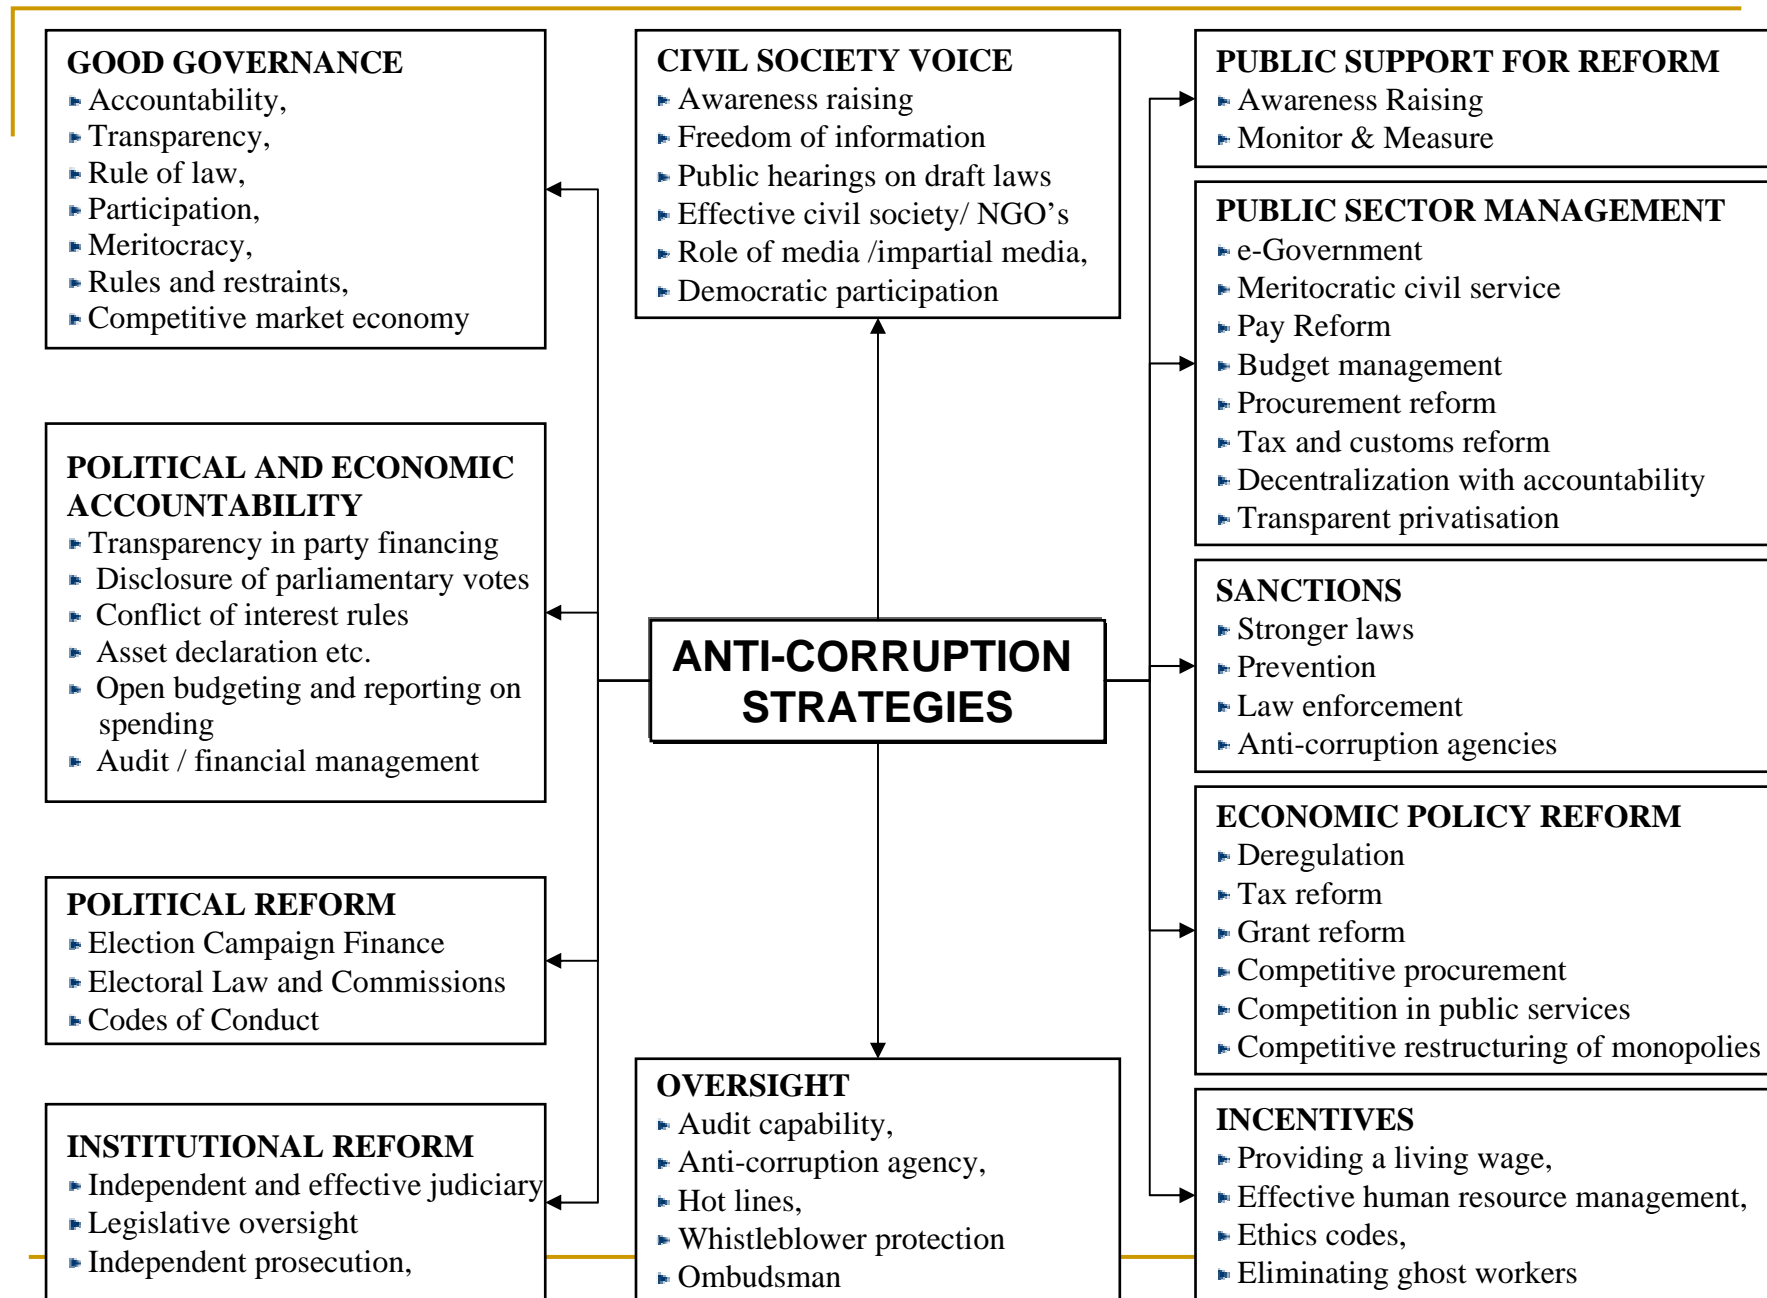 GOOD GOVERNANCE
Accountability,
Transparency,
Rule of law,
Participation,
Meritocracy,
Rules and restraints,
Competitive market economy
POLITICAL AND ECONOMIC
ACCOUNTABILITY
Transparency in party financing
Disclosure of parliamentary votes
Conflict of interest rules
Asset declaration etc.
Open budgeting and reporting on
spending
Audit / financial management
POLITICAL REFORM
Election Campaign Finance
Electoral Law and Commissions
Codes of Conduct
INSTITUTIONAL REFORM
Independent and effective judiciary
Legislative oversight
Independent prosecution,
CIVIL SOCIETY VOICE
Awareness raising
Freedom of information
Public hearings on draft laws
Effective civil society/ NGO’s
Role of media /impartial media,
Democratic participation
ANTI-CORRUPTION
STRATEGIES
OVERSIGHT
Audit capability,
Anti-corruption agency,
Hot lines,
Whistleblower protection
Ombudsman
PUBLIC SUPPORT FOR REFORM
Awareness Raising
Monitor & Measure
PUBLIC SECTOR MANAGEMENT
e-Government
Meritocratic civil service
Pay Reform
Budget management
Procurement reform
Tax and customs reform
Decentralization with accountability
Transparent privatisation
SANCTIONS
Stronger laws
Prevention
Law enforcement
Anti-corruption agencies
ECONOMIC POLICY REFORM
Deregulation
Tax reform
Grant reform
Competitive procurement
Competition in public services
Competitive restructuring of monopolies
INCENTIVES
Providing a living wage,
Effective human resource management,
Ethics codes,
Eliminating ghost workers